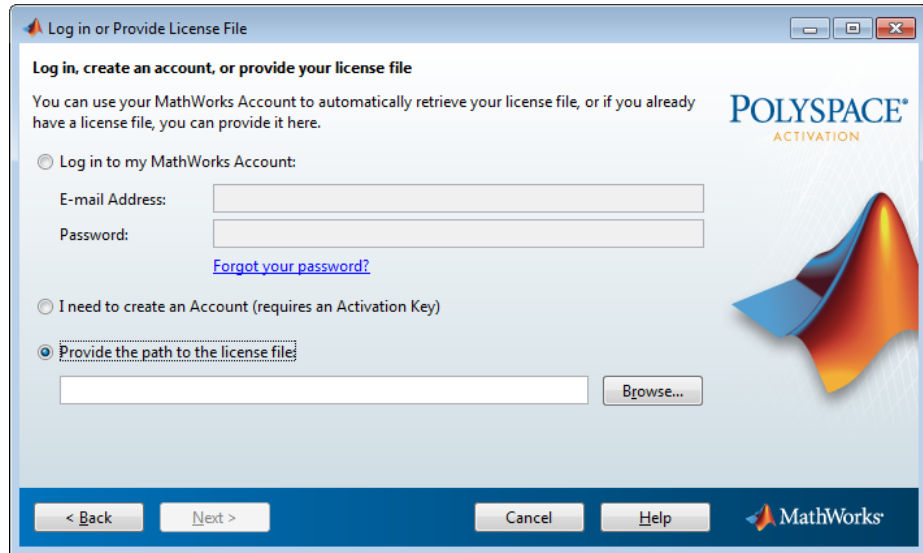 Log in or Provide License File
Log in, create an account, or provide your license file
You can use your MathWorks Account to automatically retrieve your license file, or if you already
have a license file, you can provide it here.
POLYSPACE®
ACTIVATION
Log in to my MathWorks Account:
E-mail Address:
Password:
Forgot your password?
I need to create an Account (requires an Activation Key)
Provide the path to the license file:
Browse...
< Back
Next >
Cancel
Help
MathWorks®